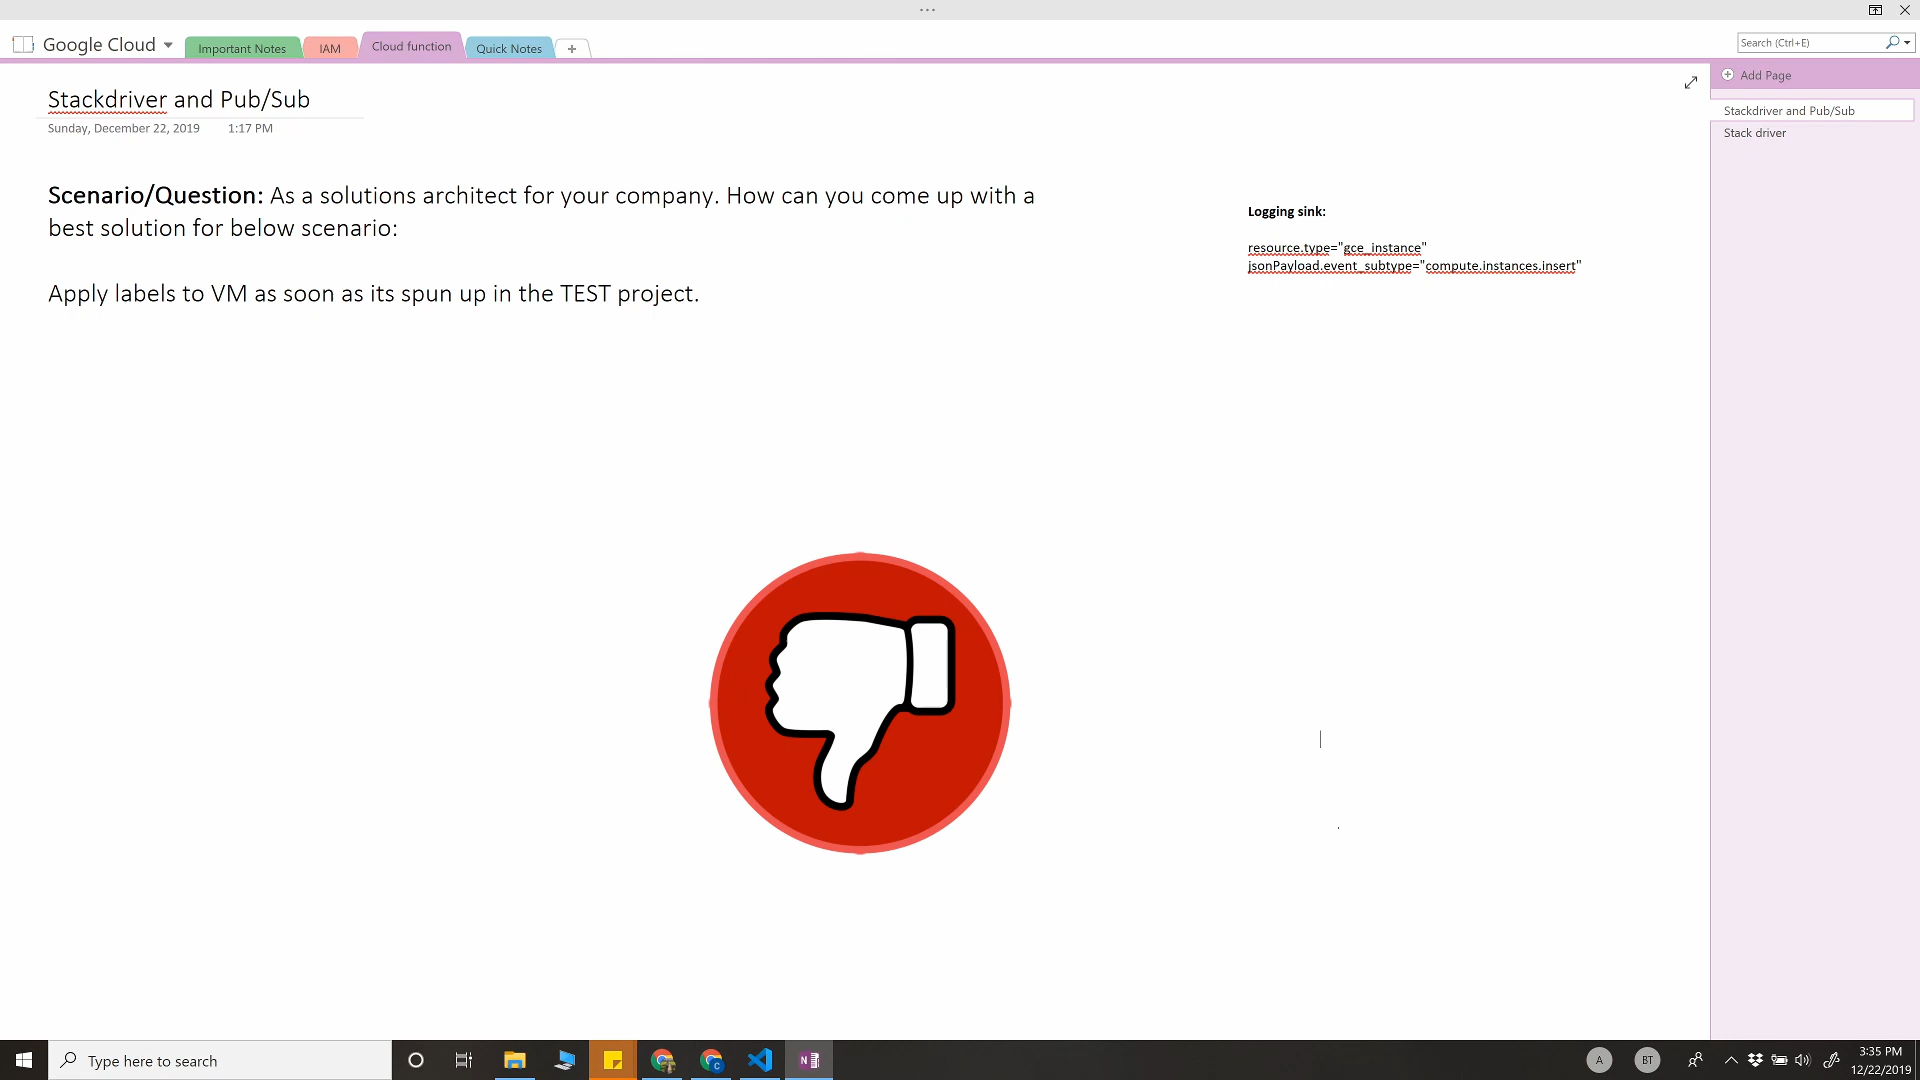 Google Cloud
Important Notes
IAM
Cloud function
Quick Notes
+
Search (Ctrl+E)
Add Page
Stackdriver and Pub/Sub
Stack driver
Stackdriver and Pub/Sub
Sunday, December 22, 2019 1:17 PM
Scenario/Question: As a solutions architect for your company. How can you come up with a
best solution for below scenario:
Apply labels to VM as soon as its spun up in the TEST project.
Logging sink:
resource.type="gce_instance"
jsonPayload.event_subtype="compute.instances.insert"
Type here to search
N
A
BT
3:35 PM
12/22/2019